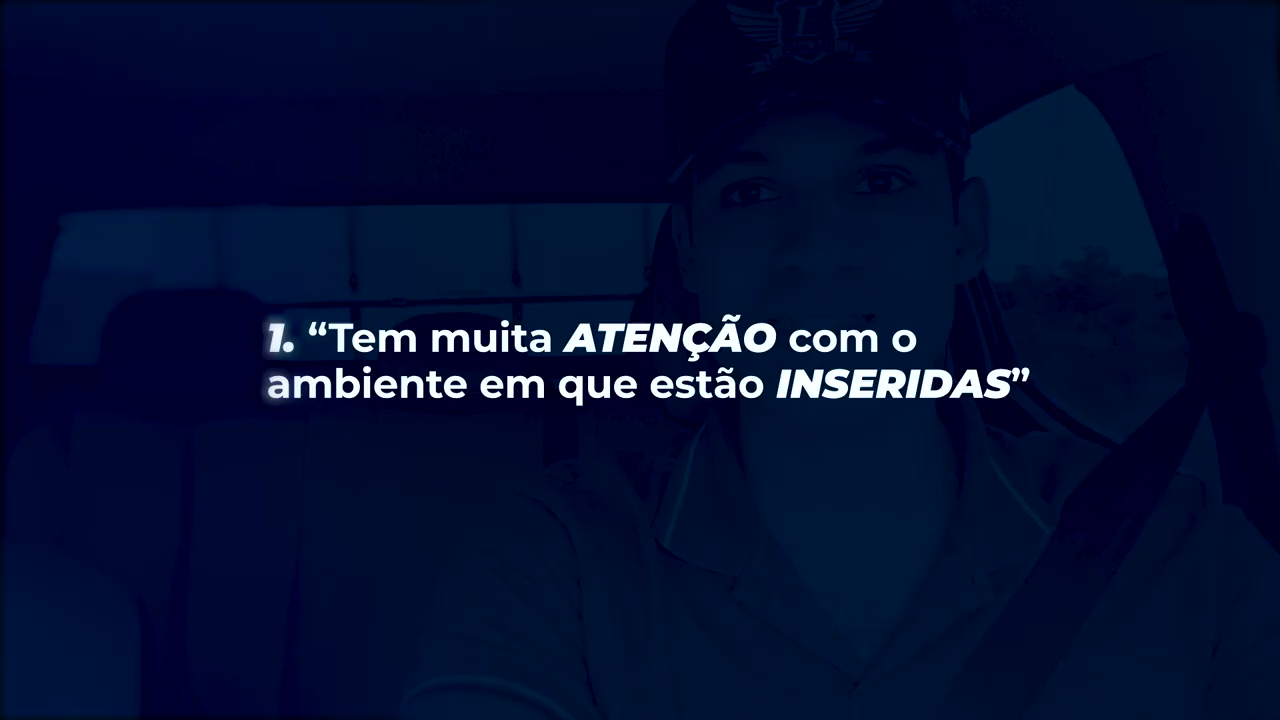 1. “Tem muita ATENÇÃO com o
ambiente em que estão INSERIDAS”